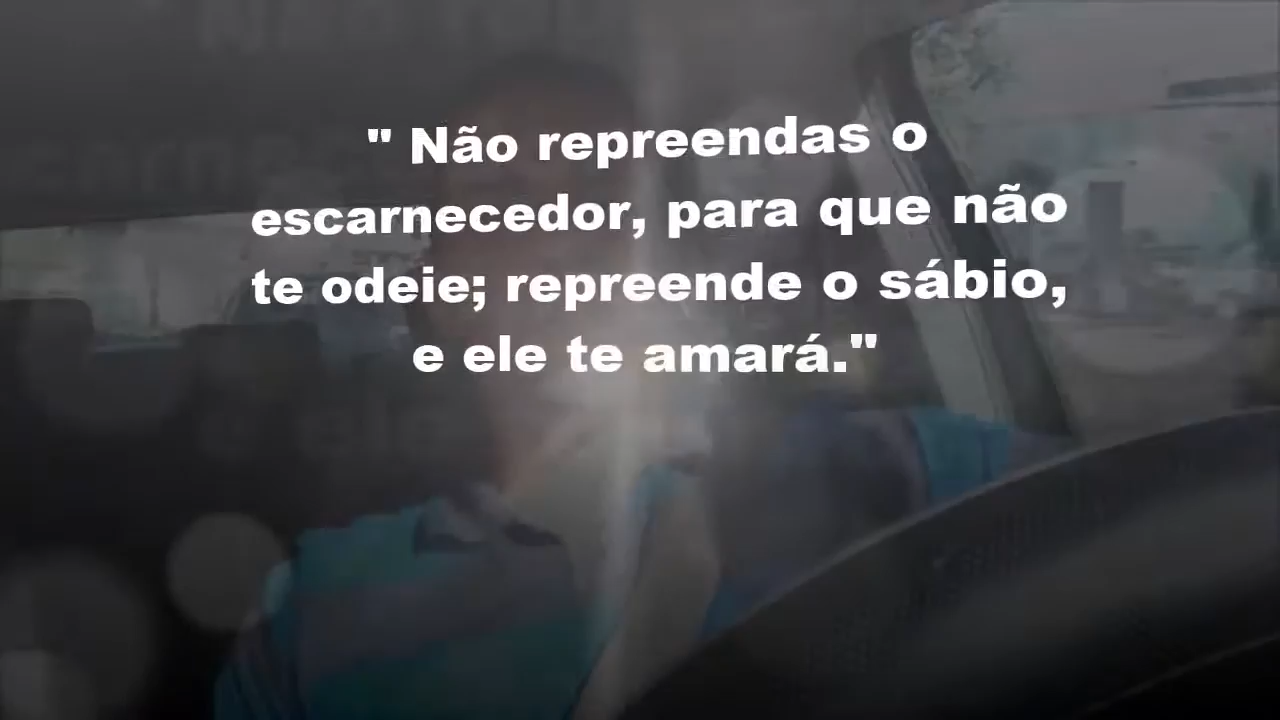 " Não repreendas o
escarnecedor, para que não
te odeie; repreende o sábio,
e ele te amará."